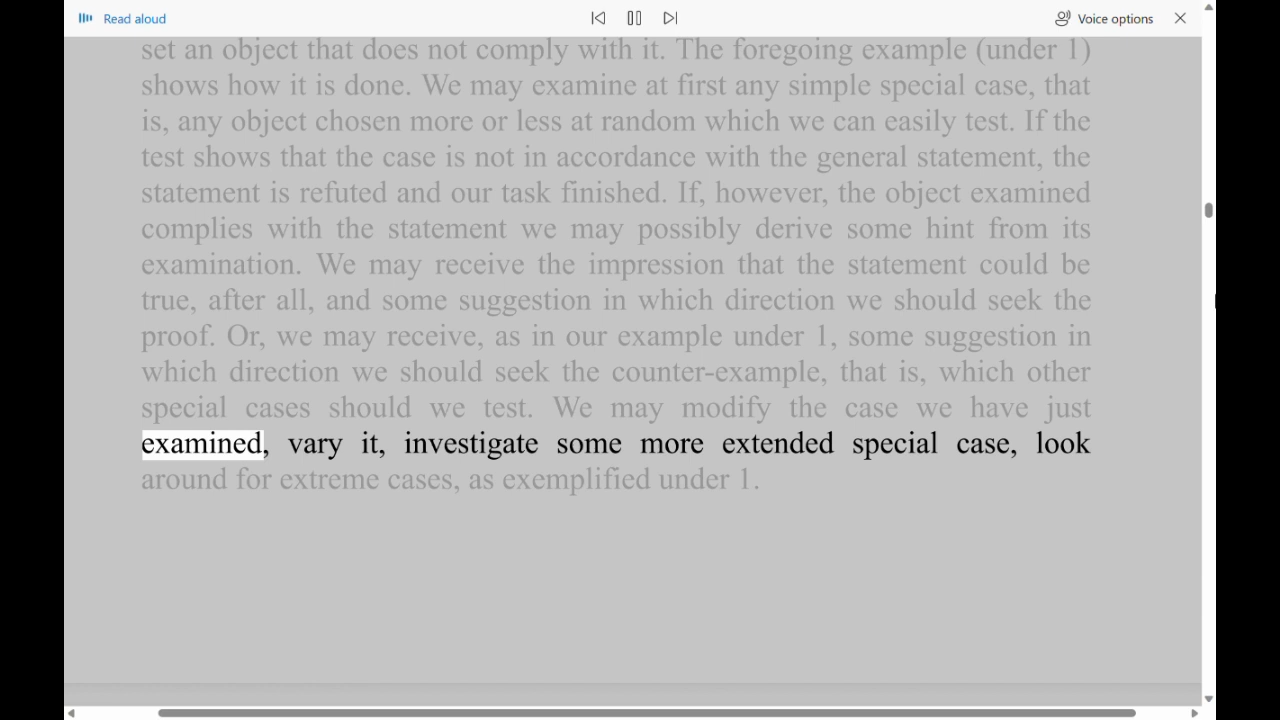 Read aloud
Voice options
set an object that does not comply with it. The foregoing example (under 1)
shows how it is done. We may examine at first any simple special case, that
is, any object chosen more or less at random which we can easily test. If the
test shows that the case is not in accordance with the general statement, the
statement is refuted and our task finished. If, however, the object examined
complies with the statement we may possibly derive some hint from its
examination. We may receive the impression that the statement could be
true, after all, and some suggestion in which direction we should seek the
proof. Or, we may receive, as in our example under 1, some suggestion in
which direction we should seek the counter-example, that is, which other
special cases should we test. We may modify the case we have just
examined, vary it, investigate some more extended special case, look
around for extreme cases, as exemplified under 1.